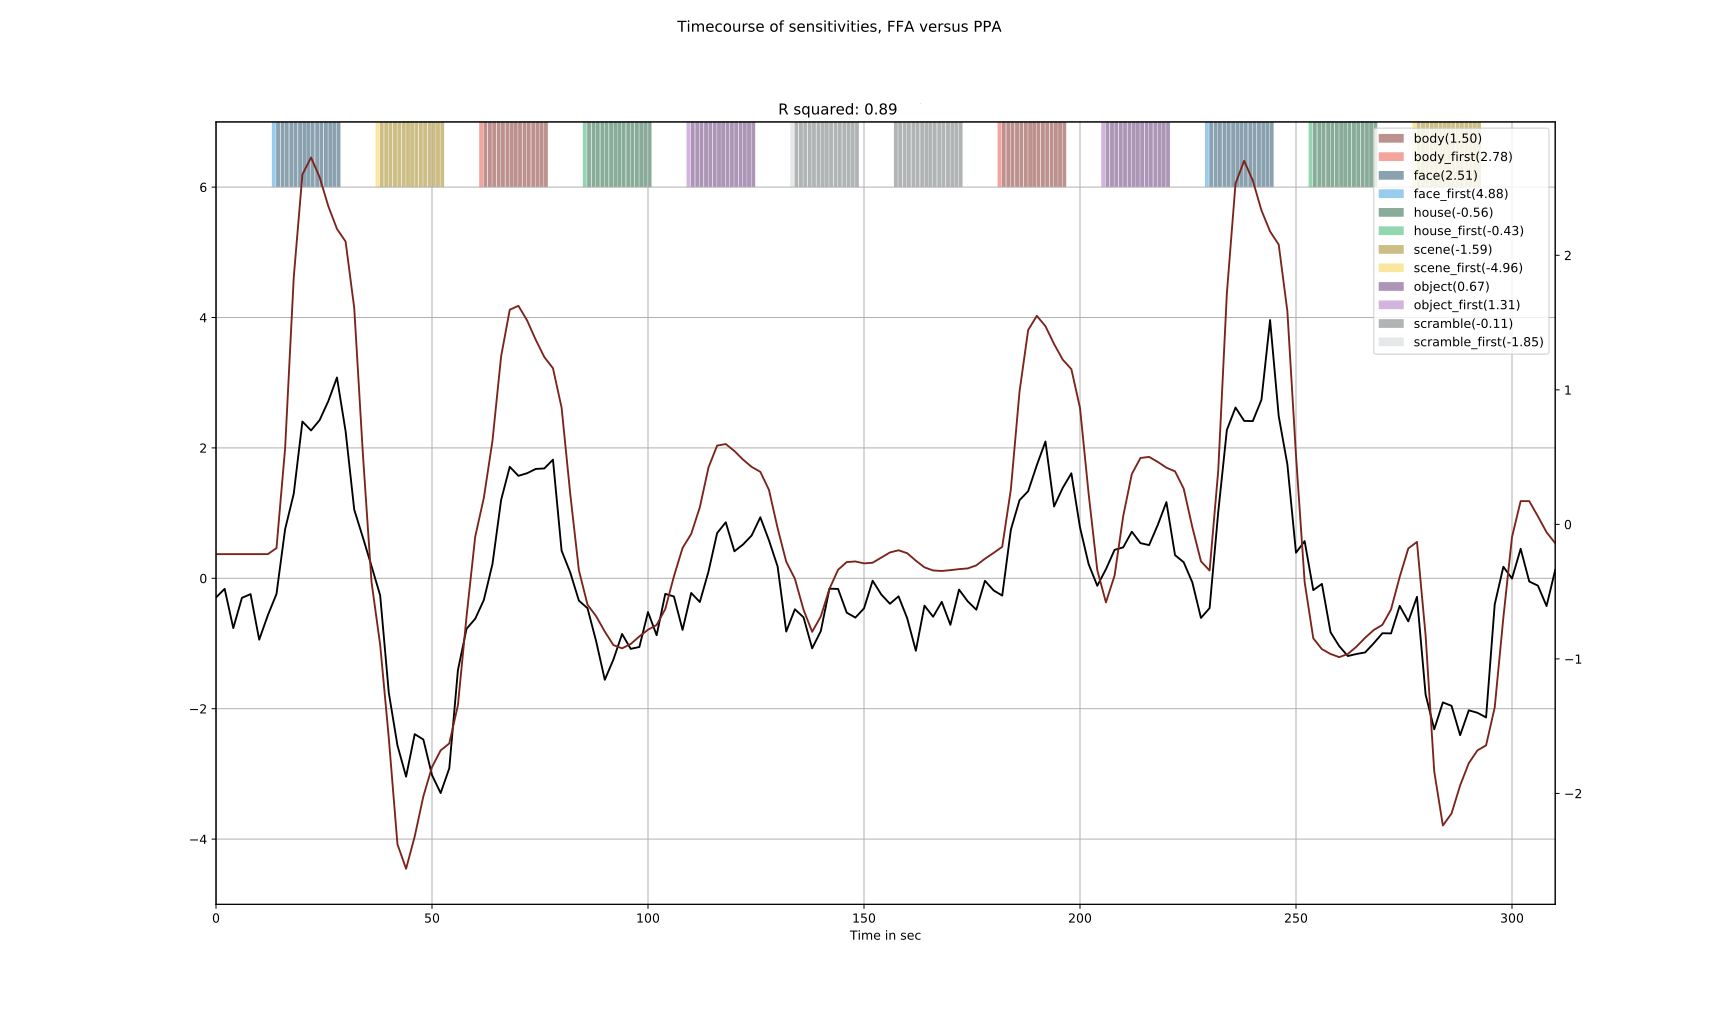 Timecourse of sensitivities, FFA versus PPA
R squared: 0.89
body(1.50)
body_first(2.78)
face(2.51)
face_first(4.88)
house(-0.56)
house_first(-0.43)
scene(-1.59)
scene_first(-4.96)
object(0.67)
object_first(1.31)
scramble(-0.11)
scramble_first(-1.85)
6
4
2
0
−2
−4
2
1
0
−1
−2
0 50 100 150 200 250 300
Time in sec